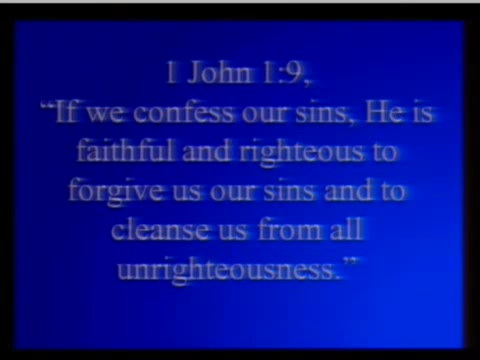 1 John 1:9,
“If we confess our sins, He is
faithful and righteous to
forgive us our sins and to
cleanse us from all
unrighteousness.”